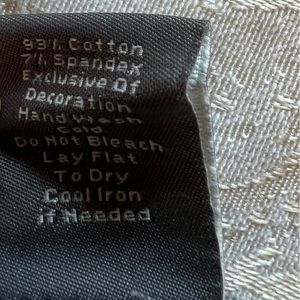 93% Cotton
7% Spandex
Exclusive Of
Decoration
Hand Wash
Cold
Do Not Bleach
Lay Flat
To Dry
Cool Iron
if Needed